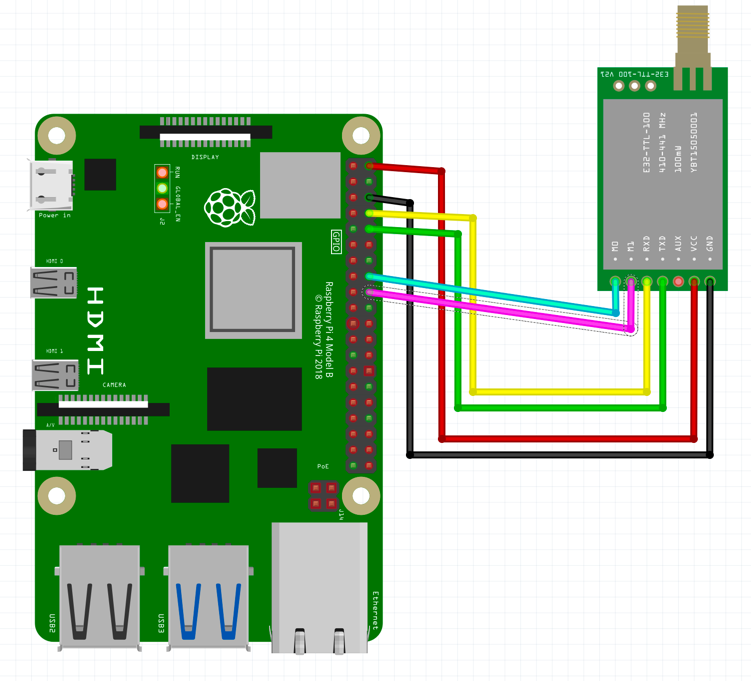 E32-TTL-100 V21
E32-TTL-100
410-441 MHz
100mW
YBT15050001
M0
M1
RXD
TXD
AUX
VCC
GND
DISPLAY
RUN
GLOBAL_EN
J2
Power in
GPIO
HDMI 0
HDMI
Raspberry Pi 4 Model B
© Raspberry Pi 2018
HDMI 1
CAMERA
A/V
PoE
J14
USB2
USB3
Ethernet